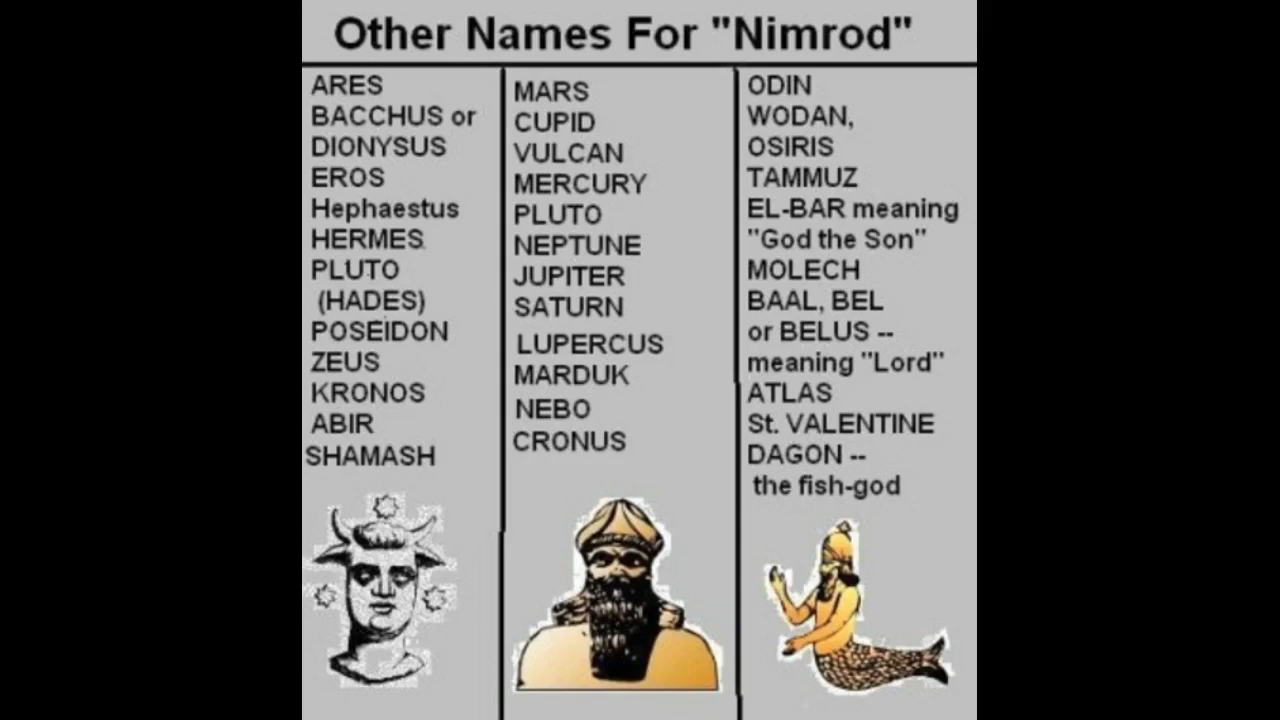 Other Names For "Nimrod"
ARES
BACCHUS or
DIONYSUS
EROS
Hephaestus
HERMES
PLUTO
(HADES)
POSEIDON
ZEUS
KRONOS
ABIR
SHAMASH
MARS
CUPID
VULCAN
MERCURY
PLUTO
NEPTUNE
JUPITER
SATURN
LUPERCUS
MARDUK
NEBO
CRONUS
ODIN
WODAN,
OSIRIS
TAMMUZ
EL-BAR meaning
"God the Son"
MOLECH
BAAL, BEL
or BELUS --
meaning "Lord"
ATLAS
St. VALENTINE
DAGON --
the fish-god